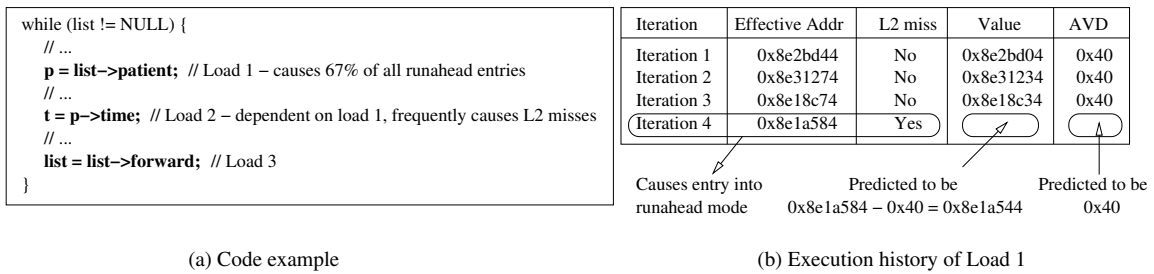 while (list != NULL) {
// ...
p = list−>patient; // Load 1 − causes 67% of all runahead entries
// ...
t = p−>time; // Load 2 − dependent on load 1, frequently causes L2 misses
// ...
list = list−>forward; // Load 3
}
(a) Code example
Iteration Effective Addr L2 miss Value AVD
Iteration 1 0x8e2bd44 No 0x8e2bd04 0x40
Iteration 2 0x8e31274 No 0x8e31234 0x40
Iteration 3 0x8e18c74 No 0x8e18c34 0x40
Iteration 4 0x8e1a584 Yes
Causes entry into
runahead mode
Predicted to be
0x8e1a584 − 0x40 = 0x8e1a544
Predicted to be
0x40
(b) Execution history of Load 1